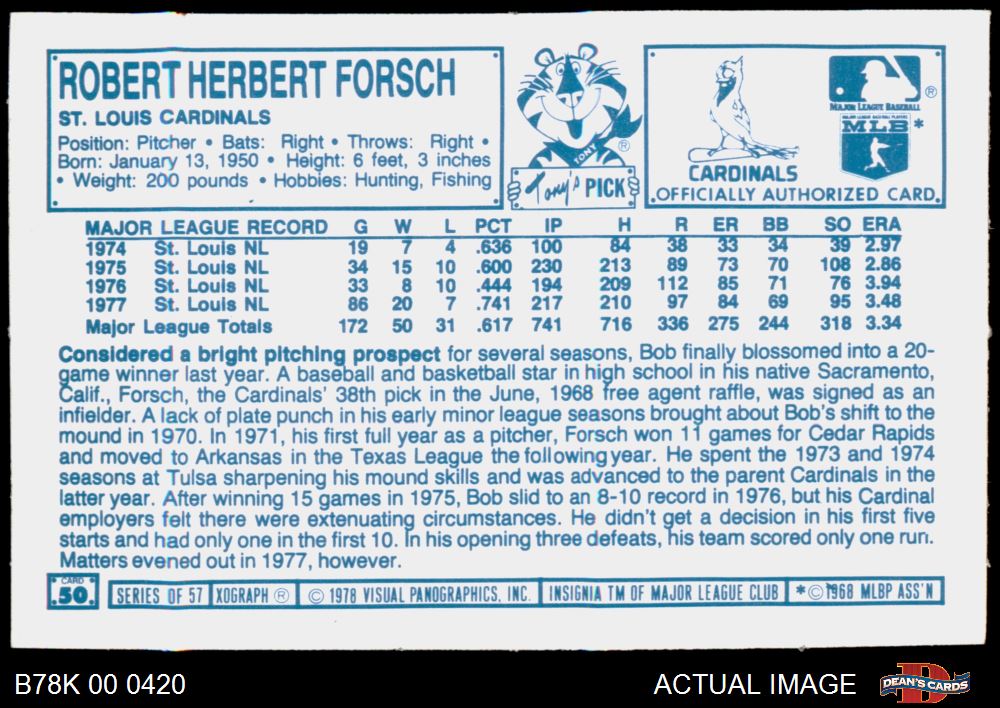 ROBERT HERBERT FORSCH
ST. LOUIS CARDINALS
Position: Pitcher • Bats: Right • Throws: Right •
Born: January 13, 1950 • Height: 6 feet, 3 inches
• Weight: 200 pounds • Hobbies: Hunting, Fishing
TONY ®
Tony's PICK
CARDINALS
OFFICIALLY AUTHORIZED CARD.
MAJOR LEAGUE BASEBALL ®
MAJOR LEAGUE BASEBALL PLAYERS
MLB *
MAJOR LEAGUE RECORD G W L PCT IP H R ER BB SO ERA
1974 St. Louis NL 19 7 4 .636 100 84 38 33 34 39 2.97
1975 St. Louis NL 34 15 10 .600 230 213 89 73 70 108 2.86
1976 St. Louis NL 33 8 10 .444 194 209 112 85 71 76 3.94
1977 St. Louis NL 86 20 7 .741 217 210 97 84 69 95 3.48
Major League Totals 172 50 31 .617 741 716 336 275 244 318 3.34
Considered a bright pitching prospect for several seasons, Bob finally blossomed into a 20-
game winner last year. A baseball and basketball star in high school in his native Sacramento,
Calif., Forsch, the Cardinals' 38th pick in the June, 1968 free agent raffle, was signed as an
infielder. A lack of plate punch in his early minor league seasons brought about Bob's shift to the
mound in 1970. In 1971, his first full year as a pitcher, Forsch won 11 games for Cedar Rapids
and moved to Arkansas in the Texas League the following year. He spent the 1973 and 1974
seasons at Tulsa sharpening his mound skills and was advanced to the parent Cardinals in the
latter year. After winning 15 games in 1975, Bob slid to an 8-10 record in 1976, but his Cardinal
employers felt there were extenuating circumstances. He didn't get a decision in his first five
starts and had only one in the first 10. In his opening three defeats, his team scored only one run.
Matters evened out in 1977, however.
CARD
50. SERIES OF 57 XOGRAPH ® © 1978 VISUAL PANOGRAPHICS, INC. INSIGNIA TM OF MAJOR LEAGUE CLUB *© 1968 MLBP ASS'N
B78K 00 0420 ACTUAL IMAGE DEAN'S CARDS